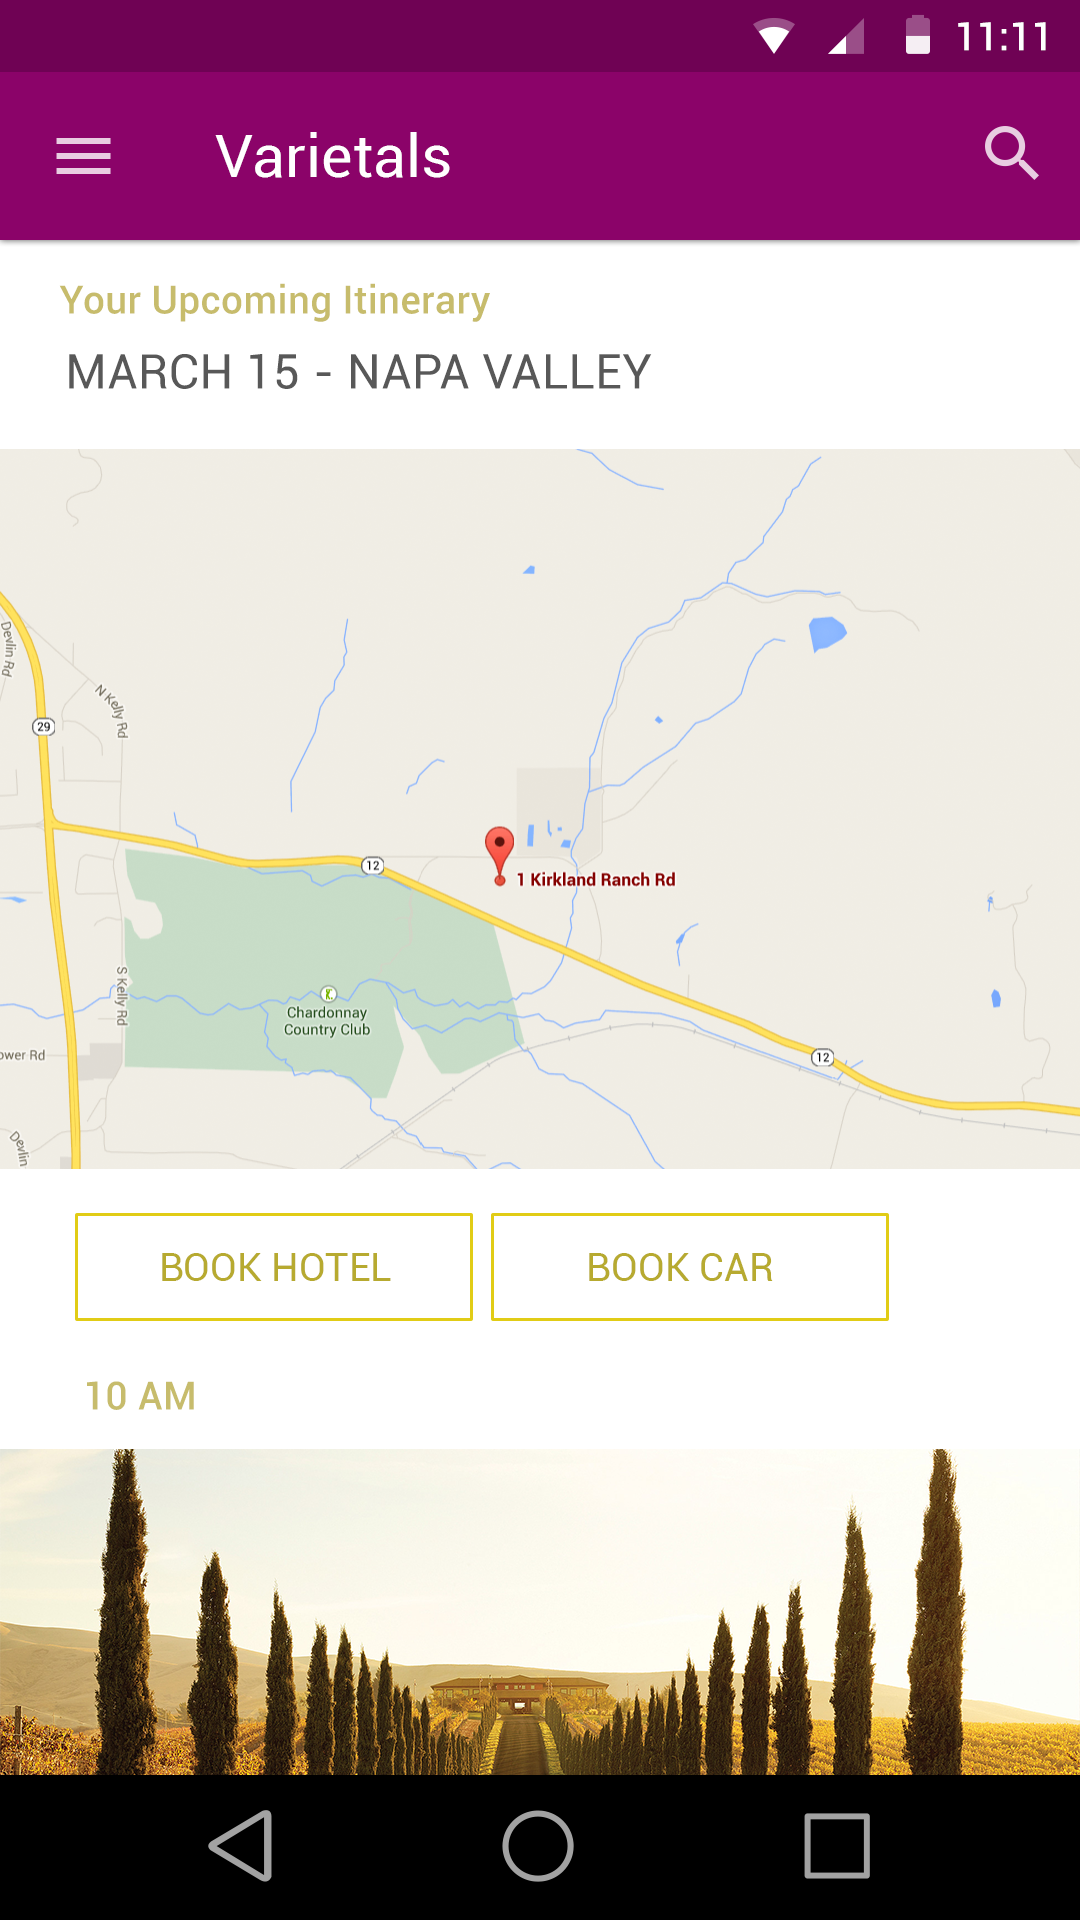 11:11
Varietals
Your Upcoming Itinerary
MARCH 15 - NAPA VALLEY
Devlin Rd
N Kelly Rd
29
12
1 Kirkland Ranch Rd
S Kelly Rd
Chardonnay
Country Club
ower Rd
12
Devlin
BOOK HOTEL
BOOK CAR
10 AM